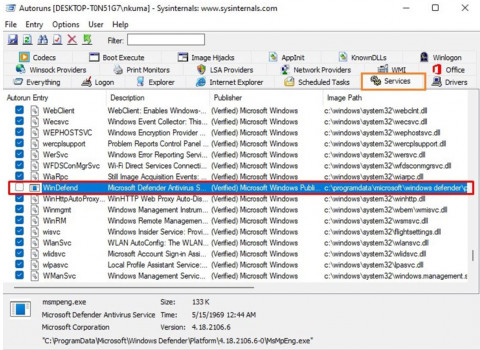 Autoruns [DESKTOP-T0N51G7\nkuma] - Sysinternals: www.sysinternals.com
File Entry Options User Help
Filter:
Codecs Boot Execute Image Hijacks AppInit KnownDLLs Winlogon
Winsock Providers Print Monitors LSA Providers Network Providers WMI Office
Everything Logon Explorer Internet Explorer Scheduled Tasks Services Drivers
Autorun Entry Description Publisher Image Path
WebClient WebClient: Enables Windows-... (Verified) Microsoft Windows c:\windows\system32\webclnt.dll
Wecsvc Windows Event Collector: This... (Verified) Microsoft Windows c:\windows\system32\wecsvc.dll
WEPHOSTSVC Windows Encryption Provider ... (Verified) Microsoft Windows c:\windows\system32\wephostsvc.dll
wercplsupport Problem Reports Control Panel ... (Verified) Microsoft Windows c:\windows\system32\wercplsupport.dll
WerSvc Windows Error Reporting Servi... (Verified) Microsoft Windows c:\windows\system32\wersvc.dll
WFDSConMgrSvc Wi-Fi Direct Services Connecti... (Verified) Microsoft Windows c:\windows\system32\wfdsconmgrsvc.dll
WiaRpc Still Image Acquisition Events: ... (Verified) Microsoft Windows c:\windows\system32\wiarpc.dll
WinDefend Microsoft Defender Antivirus S... (Verified) Microsoft Windows Publi... c:\programdata\microsoft\windows defender\
WinHttpAutoProxy... WinHTTP Web Proxy Auto-Dis... (Verified) Microsoft Windows c:\windows\system32\winhttp.dll
Winmgmt Windows Management Instrum... (Verified) Microsoft Windows c:\windows\system32\wbem\wmisvc.dll
WinRM Windows Remote Managemen... (Verified) Microsoft Windows c:\windows\system32\wsmsvc.dll
wisvc Windows Insider Service: Provi... (Verified) Microsoft Windows c:\windows\system32\flightsettings.dll
WlanSvc WLAN AutoConfig: The WLAN... (Verified) Microsoft Windows c:\windows\system32\wlansvc.dll
wlidsvc Microsoft Account Sign-in Assi... (Verified) Microsoft Windows c:\windows\system32\wlidsvc.dll
wlpasvc Local Profile Assistant Service:... (Verified) Microsoft Windows c:\windows\system32\lpasvc.dll
WManSvc Windows Management Servic... (Verified) Microsoft Windows c:\windows\system32\windows.management.s
msmpeng.exe Size: 133 K
Microsoft Defender Antivirus Service Time: 5/15/1969 12:44 AM
Microsoft Corporation Version: 4.18.2106.6
"C:\ProgramData\Microsoft\Windows Defender\Platform\4.18.2106.6-0\MsMpEng.exe"